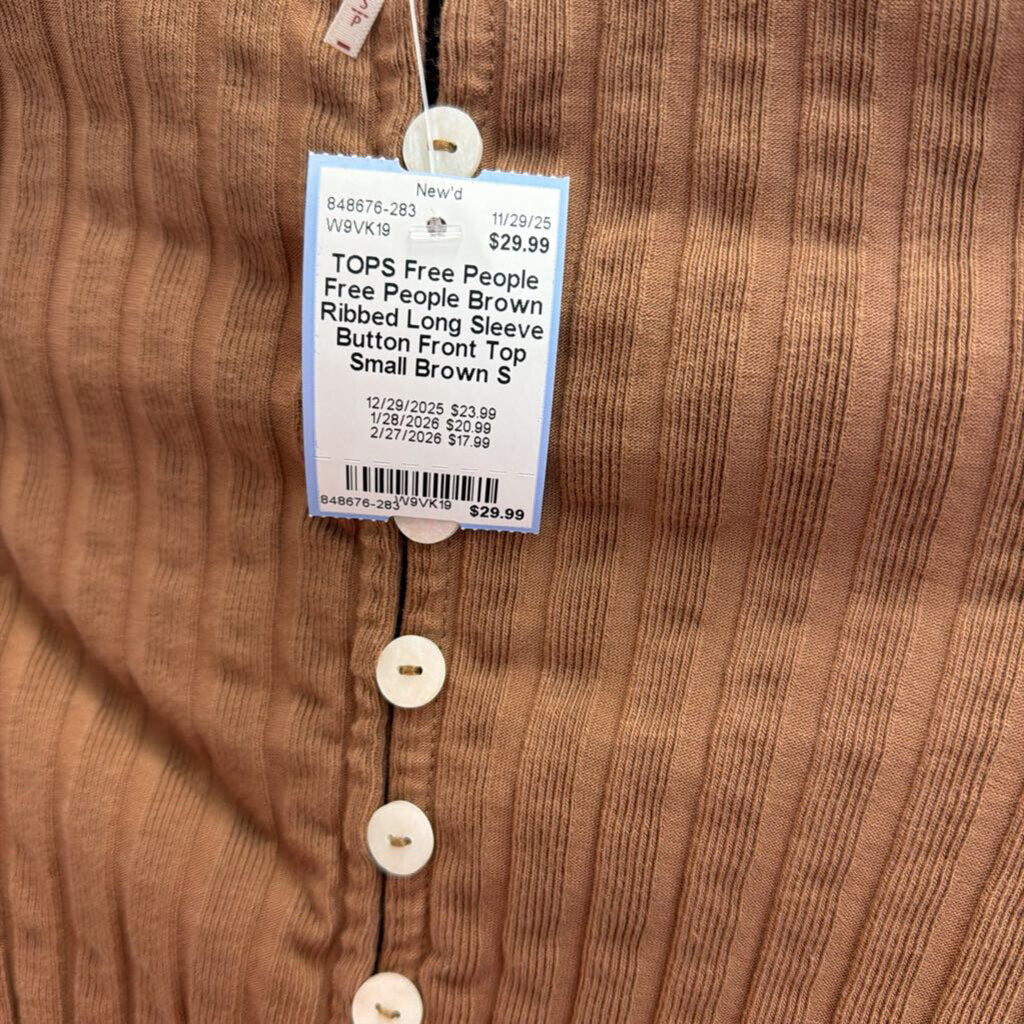 New'd
848676-283
W9VK19
11/29/25
$29.99
TOPS Free People
Free People Brown
Ribbed Long Sleeve
Button Front Top
Small Brown S
12/29/2025 $23.99
1/28/2026 $20.99
2/27/2026 $17.99
848676-283 W9VK19 $29.99